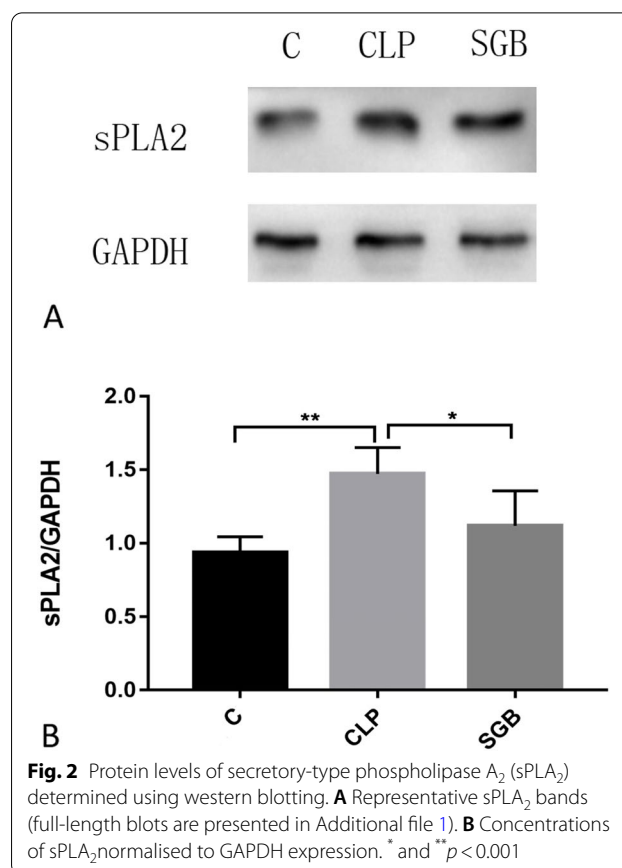 C CLP SGB
sPLA2
GAPDH
A
2.0
1.5
1.0
0.5
0.0
sPLA2/GAPDH
** *
C CLP SGB
B
Fig. 2 Protein levels of secretory-type phospholipase A₂ (sPLA₂)
determined using western blotting. A Representative sPLA₂ bands
(full-length blots are presented in Additional file 1). B Concentrations
of sPLA₂normalised to GAPDH expression. * and **p < 0.001